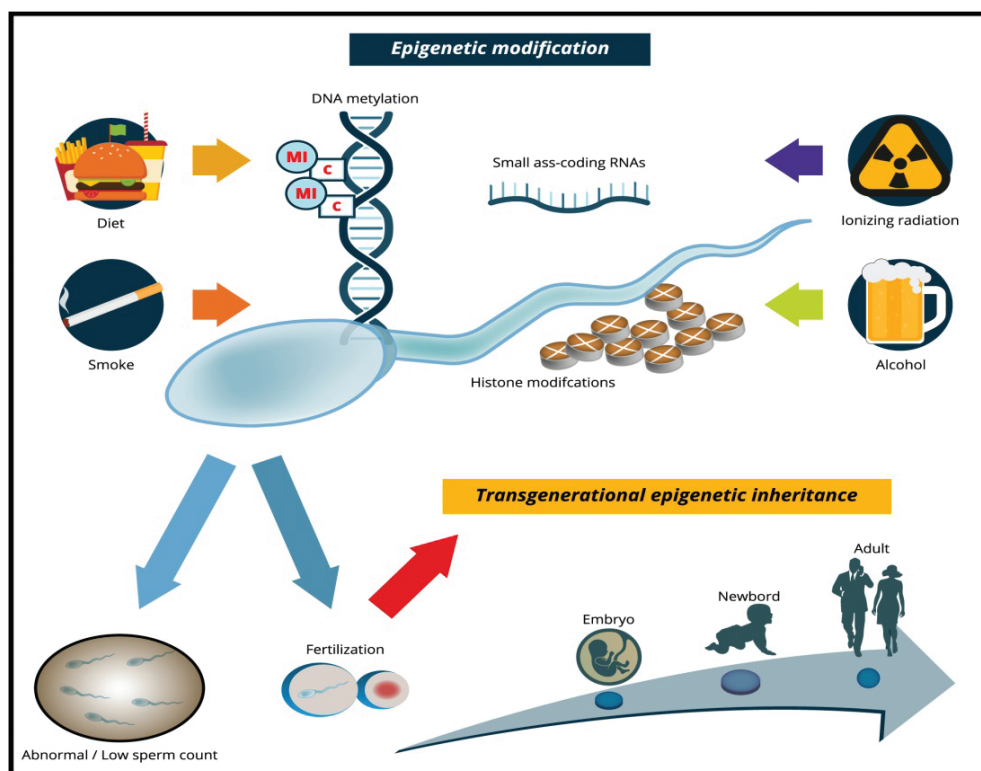 Epigenetic modification
DNA metylation
MI
C
MI
C
Small ass-coding RNAs
Diet
Ionizing radiation
Smoke
Histone modifcations
Alcohol
Transgenerational epigenetic inheritance
Adult
Newbord
Embryo
Fertilization
Abnormal / Low sperm count